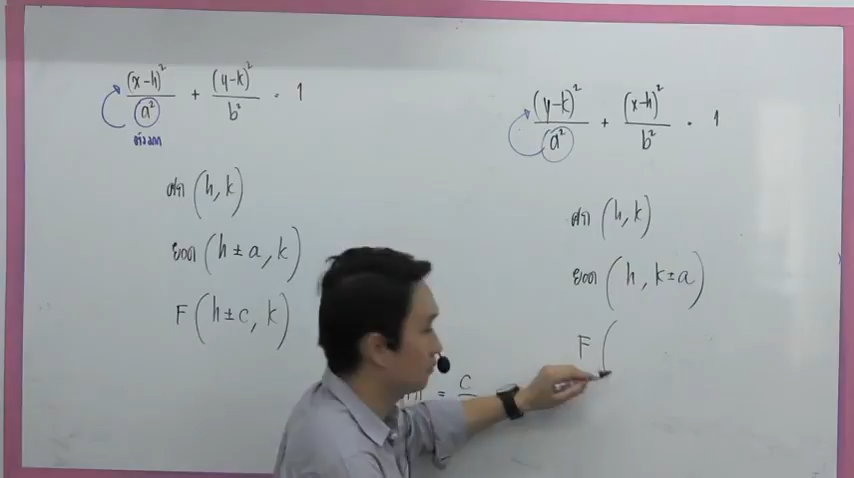 (x-h)²/a² + (y-k)²/b² = 1
ตัวมาก
ศก (h, k)
ยอด (h ± a, k)
F (h ± c, k)
(y-k)²/a² + (x-h)²/b² = 1
ศก (h, k)
ยอด (h, k ± a)
F (
= c